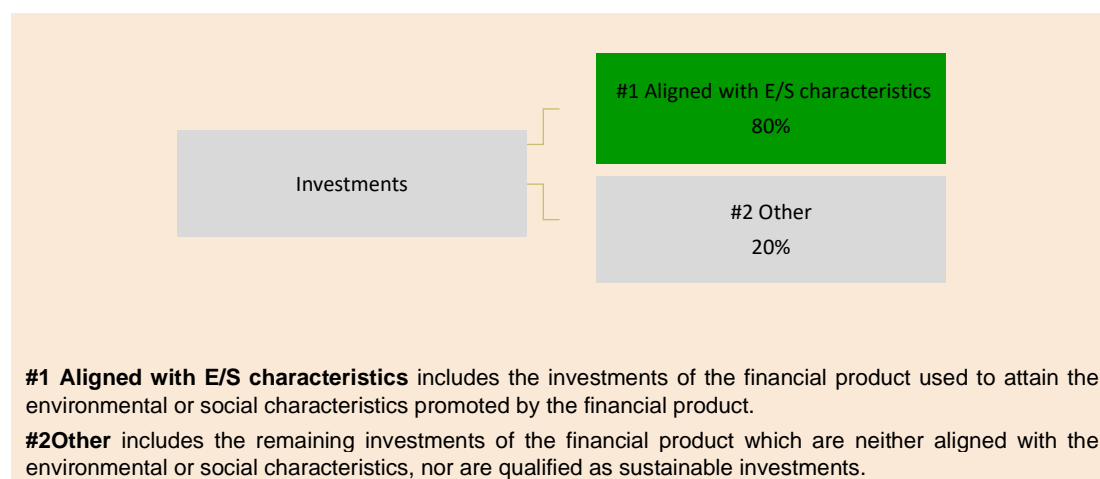 #1 Aligned with E/S characteristics
80%
Investments
#2 Other
20%
#1 Aligned with E/S characteristics includes the investments of the financial product used to attain the
environmental or social characteristics promoted by the financial product.
#2Other includes the remaining investments of the financial product which are neither aligned with the
environmental or social characteristics, nor are qualified as sustainable investments.